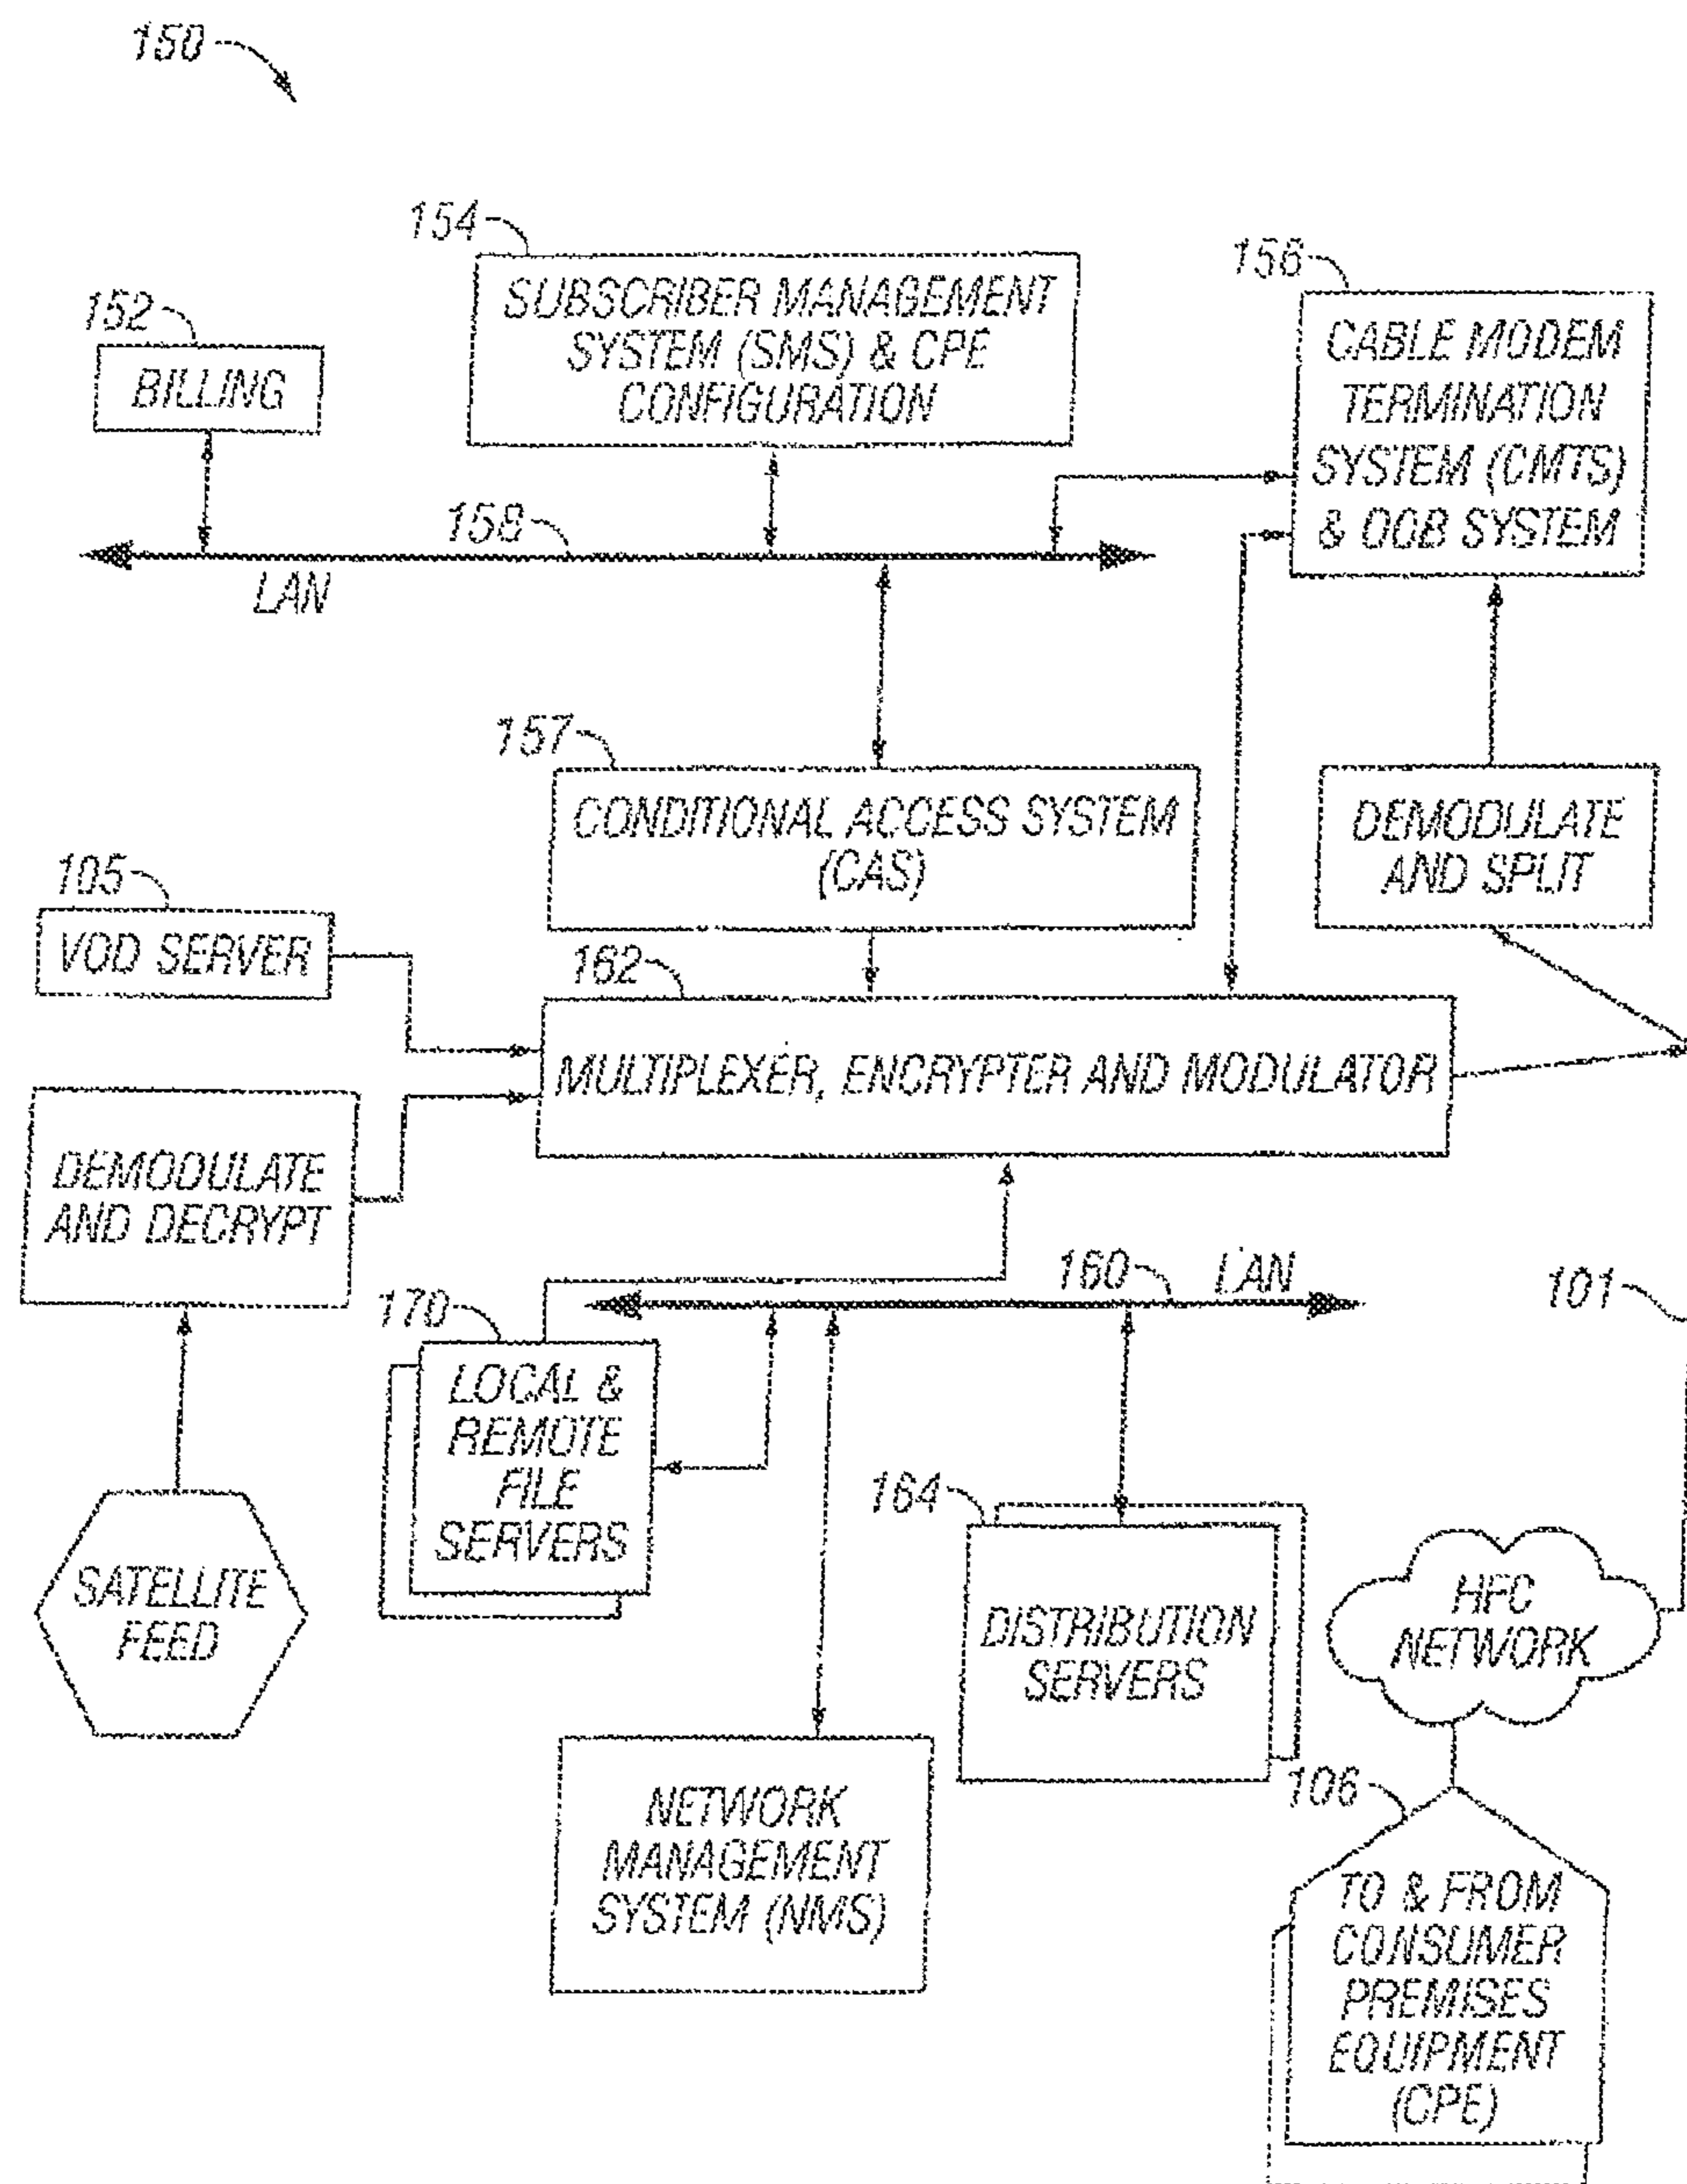 150
154
SUBSCRIBER MANAGEMENT
SYSTEM (SMS) & CPE
CONFIGURATION
156
CABLE MODEM
TERMINATION
SYSTEM (CMTS)
& OOB SYSTEM
152
BILLING
158
LAN
157
CONDITIONAL ACCESS SYSTEM
(CAS)
DEMODULATE
AND SPLIT
105
VOD SERVER
162
MULTIPLEXER, ENCRYPTER AND MODULATOR
DEMODULATE
AND DECRYPT
160
LAN
101
170
LOCAL &
REMOTE
FILE
SERVERS
164
DISTRIBUTION
SERVERS
SATELLITE
FEED
HFC
NETWORK
NETWORK
MANAGEMENT
SYSTEM (NMS)
106
TO & FROM
CONSUMER
PREMISES
EQUIPMENT
(CPE)